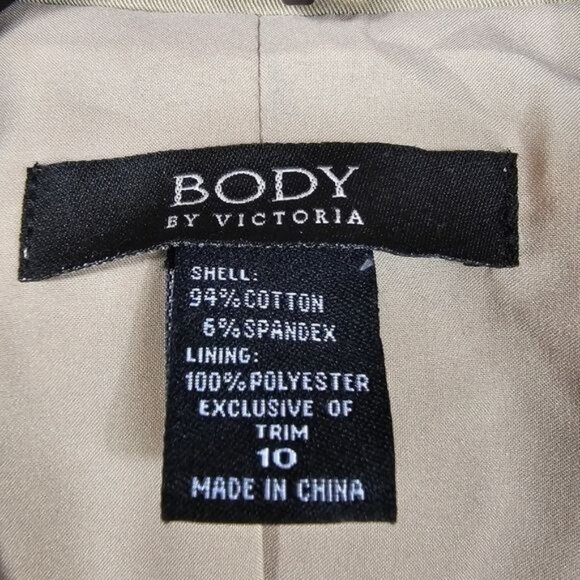 BODY
BY VICTORIA
SHELL:
94% COTTON
6% SPANDEX
LINING:
100% POLYESTER
EXCLUSIVE OF
TRIM
10
MADE IN CHINA